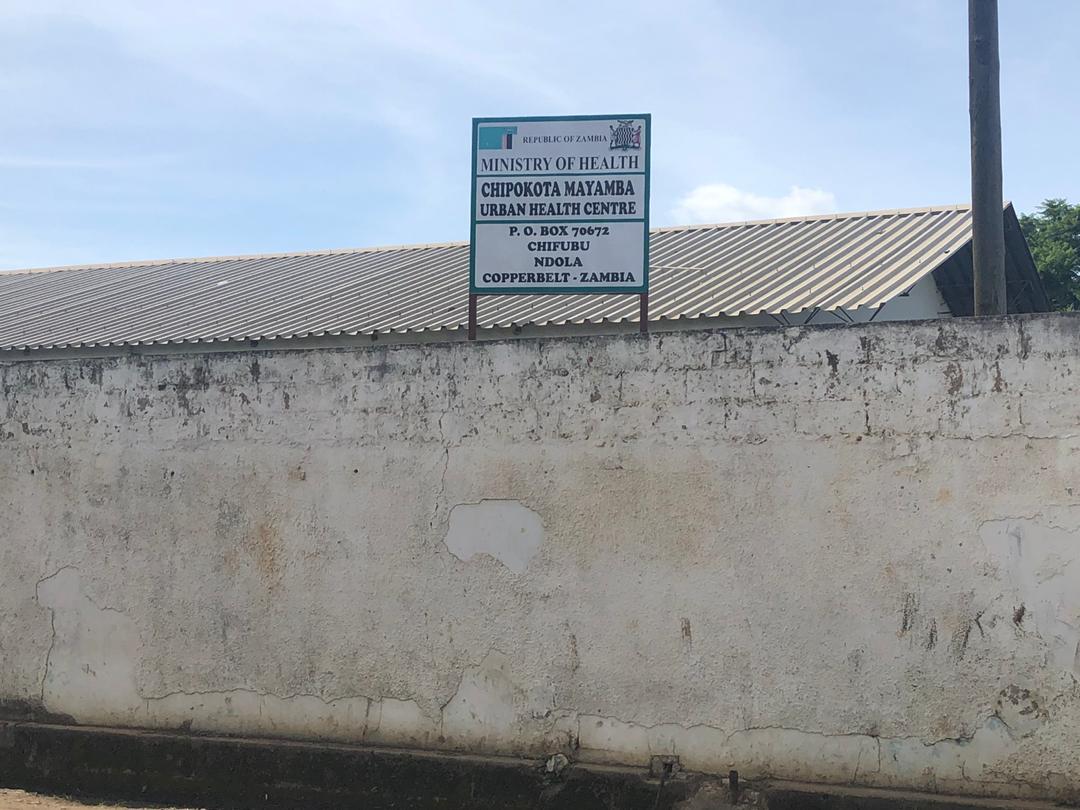 REPUBLIC OF ZAMBIA
MINISTRY OF HEALTH
CHIPOKOTA MAYAMBA
URBAN HEALTH CENTRE
P. O. BOX 70672
CHIFUBU
NDOLA
COPPERBELT - ZAMBIA